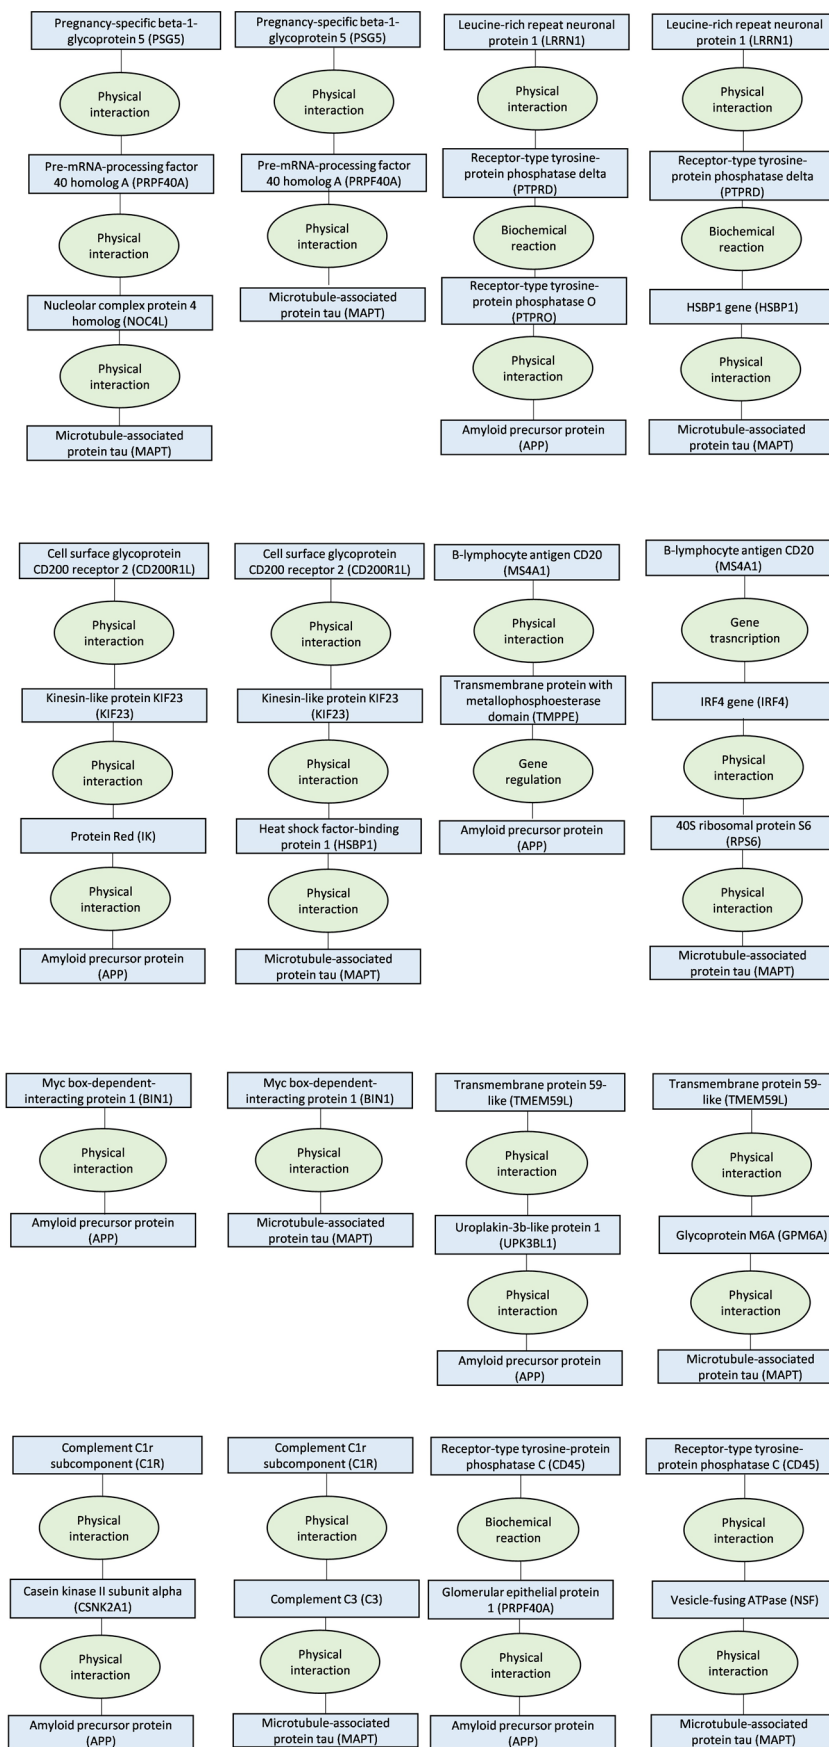 Pregnancy-specific beta-1-
glycoprotein 5 (PSG5)
Physical
interaction
Pre-mRNA-processing factor
40 homolog A (PRPF40A)
Physical
interaction
Nucleolar complex protein 4
homolog (NOC4L)
Physical
interaction
Microtubule-associated
protein tau (MAPT)
Pregnancy-specific beta-1-
glycoprotein 5 (PSG5)
Physical
interaction
Pre-mRNA-processing factor
40 homolog A (PRPF40A)
Physical
interaction
Microtubule-associated
protein tau (MAPT)
Leucine-rich repeat neuronal
protein 1 (LRRN1)
Physical
interaction
Receptor-type tyrosine-
protein phosphatase delta
(PTPRD)
Biochemical
reaction
Receptor-type tyrosine-
protein phosphatase O
(PTPRO)
Physical
interaction
Amyloid precursor protein
(APP)
Leucine-rich repeat neuronal
protein 1 (LRRN1)
Physical
interaction
Receptor-type tyrosine-
protein phosphatase delta
(PTPRD)
Biochemical
reaction
HSBP1 gene (HSBP1)
Physical
interaction
Microtubule-associated
protein tau (MAPT)
Cell surface glycoprotein
CD200 receptor 2 (CD200R1L)
Physical
interaction
Kinesin-like protein KIF23
(KIF23)
Physical
interaction
Protein Red (IK)
Physical
interaction
Amyloid precursor protein
(APP)
Cell surface glycoprotein
CD200 receptor 2 (CD200R1L)
Physical
interaction
Kinesin-like protein KIF23
(KIF23)
Physical
interaction
Heat shock factor-binding
protein 1 (HSBP1)
Physical
interaction
Microtubule-associated
protein tau (MAPT)
B-lymphocyte antigen CD20
(MS4A1)
Physical
interaction
Transmembrane protein with
metallophosphoesterase
domain (TMPPE)
Gene
regulation
Amyloid precursor protein
(APP)
B-lymphocyte antigen CD20
(MS4A1)
Gene
trasncription
IRF4 gene (IRF4)
Physical
interaction
40S ribosomal protein S6
(RPS6)
Physical
interaction
Microtubule-associated
protein tau (MAPT)
Myc box-dependent-
interacting protein 1 (BIN1)
Physical
interaction
Amyloid precursor protein
(APP)
Myc box-dependent-
interacting protein 1 (BIN1)
Physical
interaction
Microtubule-associated
protein tau (MAPT)
Transmembrane protein 59-
like (TMEM59L)
Physical
interaction
Uroplakin-3b-like protein 1
(UPK3BL1)
Physical
interaction
Amyloid precursor protein
(APP)
Transmembrane protein 59-
like (TMEM59L)
Physical
interaction
Glycoprotein M6A (GPM6A)
Physical
interaction
Microtubule-associated
protein tau (MAPT)
Complement C1r
subcomponent (C1R)
Physical
interaction
Casein kinase II subunit alpha
(CSNK2A1)
Physical
interaction
Amyloid precursor protein
(APP)
Complement C1r
subcomponent (C1R)
Physical
interaction
Complement C3 (C3)
Physical
interaction
Microtubule-associated
protein tau (MAPT)
Receptor-type tyrosine-protein
phosphatase C (CD45)
Biochemical
reaction
Glomerular epithelial protein
1 (PRPF40A)
Physical
interaction
Amyloid precursor protein
(APP)
Receptor-type tyrosine-
protein phosphatase C (CD45)
Physical
interaction
Vesicle-fusing ATPase (NSF)
Physical
interaction
Microtubule-associated
protein tau (MAPT)